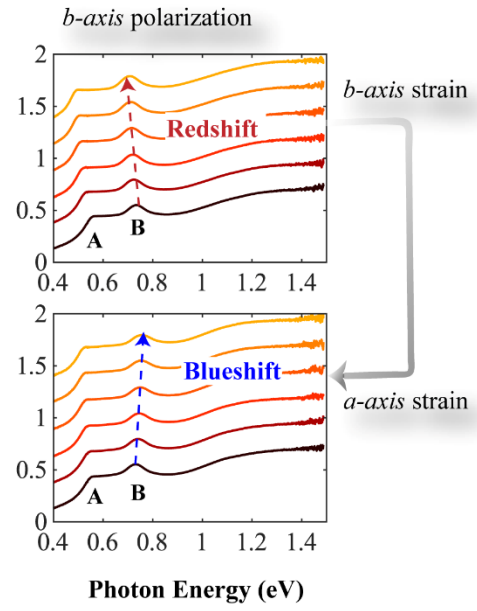 b-axis polarization
2
1.5
1
0.5
0
0.4 0.6 0.8 1 1.2 1.4
Redshift
A B
b-axis strain
2
1.5
1
0.5
0
0.4 0.6 0.8 1 1.2 1.4
Blueshift
A B
a-axis strain
Photon Energy (eV)